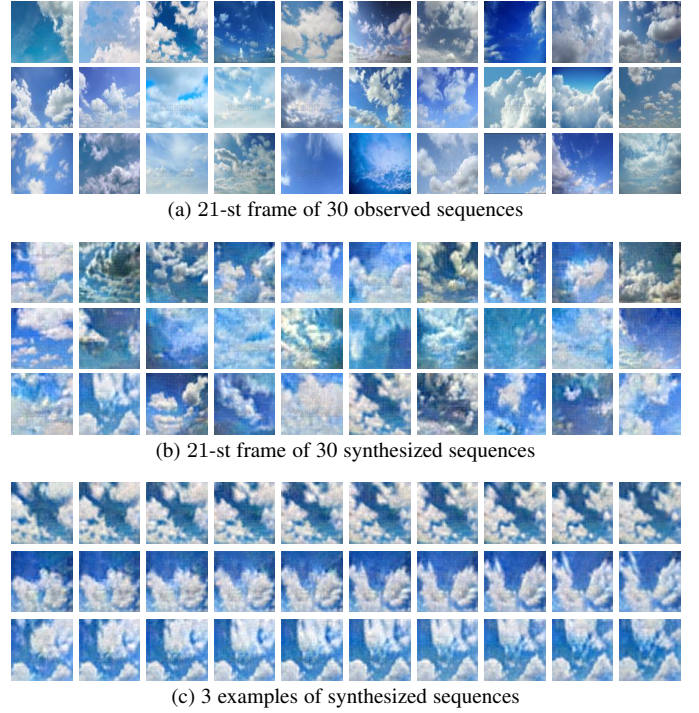 (a) 21-st frame of 30 observed sequences
(b) 21-st frame of 30 synthesized sequences
(c) 3 examples of synthesized sequences